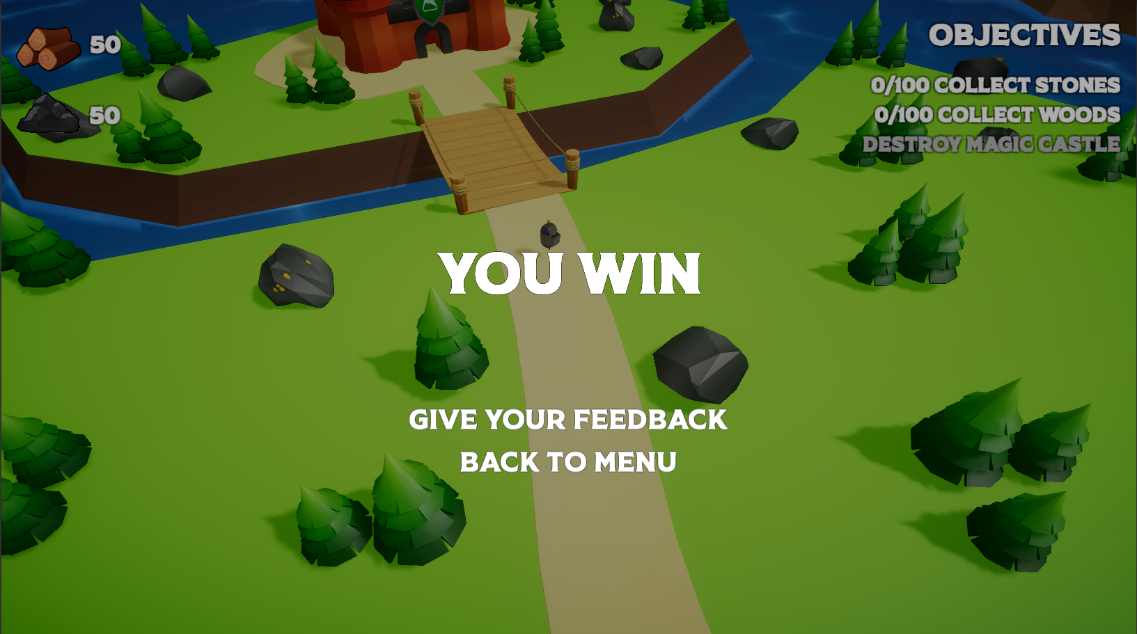 50
50
OBJECTIVES
0/100 COLLECT STONES
0/100 COLLECT WOODS
DESTROY MAGIC CASTLE
YOU WIN
GIVE YOUR FEEDBACK
BACK TO MENU